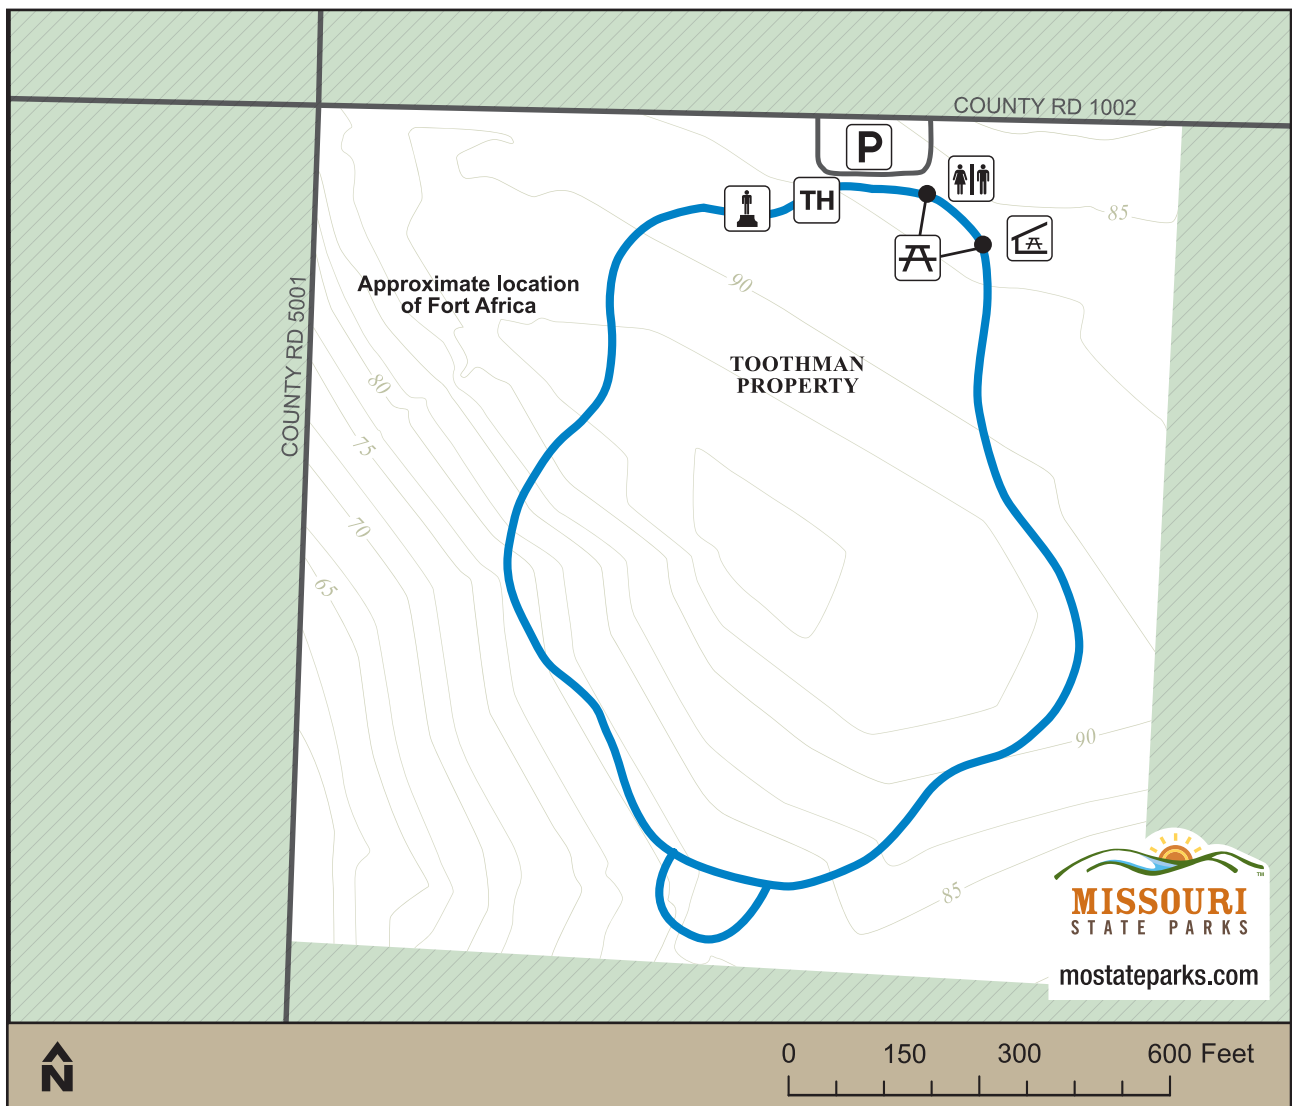 COUNTY RD 1002
P
TH
85
90
Approximate location
of Fort Africa
COUNTY RD 5001
TOOTHMAN
PROPERTY
80
75
70
65
90
85
TM
MISSOURI
STATE PARKS
mostateparks.com
N
0 150 300 600 Feet